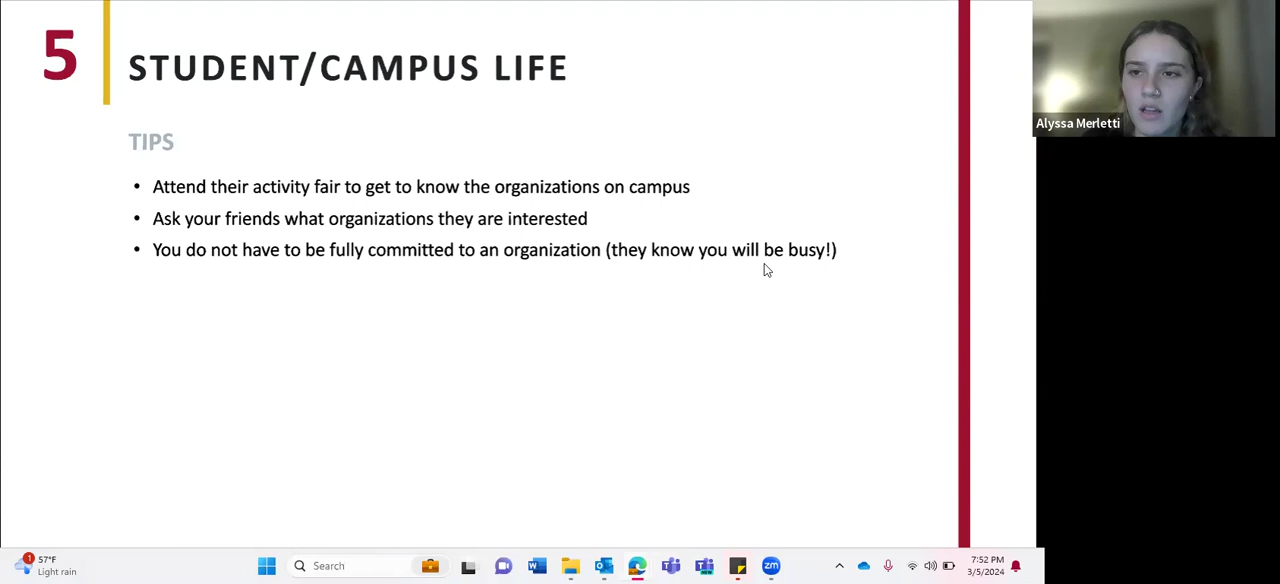 5
STUDENT/CAMPUS LIFE
TIPS
• Attend their activity fair to get to know the organizations on campus
• Ask your friends what organizations they are interested
• You do not have to be fully committed to an organization (they know you will be busy!)
Alyssa Merletti
1
57°F
Light rain
Search
zm
7:52 PM
3/5/2024